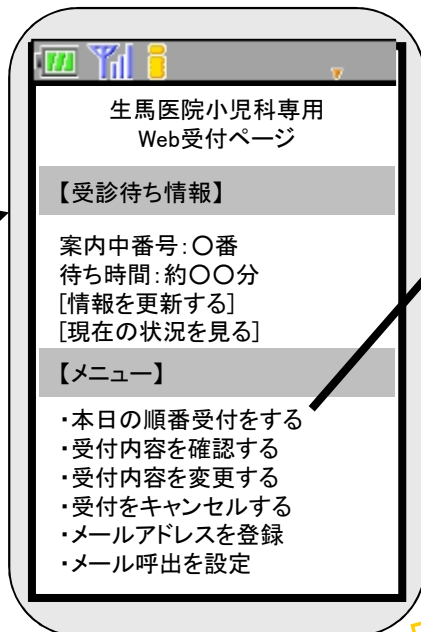 生馬医院小児科専用
Web受付ページ
【受診待ち情報】
案内中番号:〇番
待ち時間:約〇〇分
[情報を更新する]
[現在の状況を見る]
【メニュー】
・本日の順番受付をする
・受付内容を確認する
・受付内容を変更する
・受付をキャンセルする
・メールアドレスを登録
・メール呼出を設定